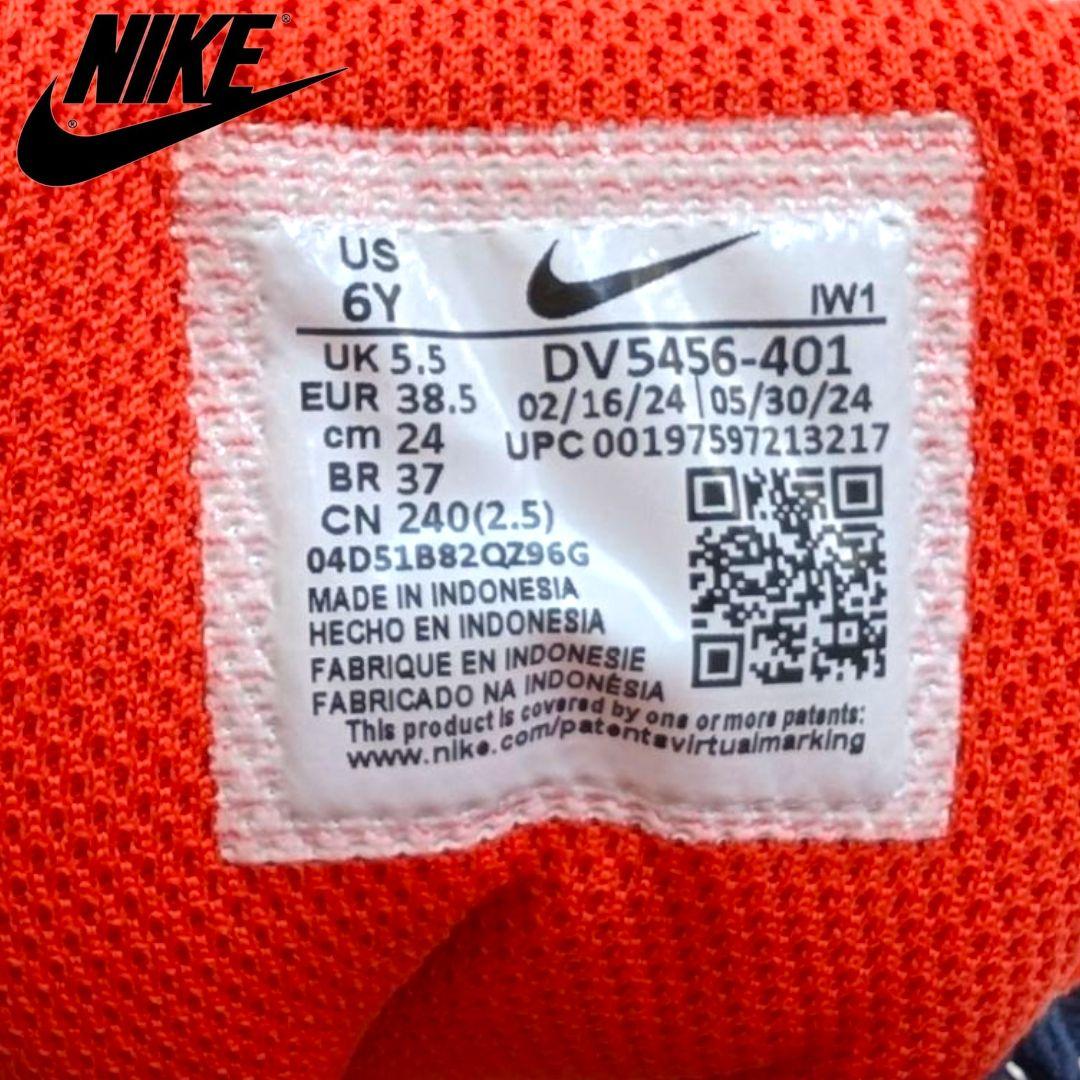 NIKE
US
6Y
IW1
UK 5.5
DV5456-401
EUR 38.5
02/16/24 05/30/24
cm 24
UPC 00197597213217
BR 37
CN 240(2.5)
04D51B82QZ96G
MADE IN INDONESIA
HECHO EN INDONESIA
FABRIQUE EN INDONESIE
FABRICADO NA INDONÉSIA
This product is covered by one or more patents:
www.nike.com/patentsvirtualmarking